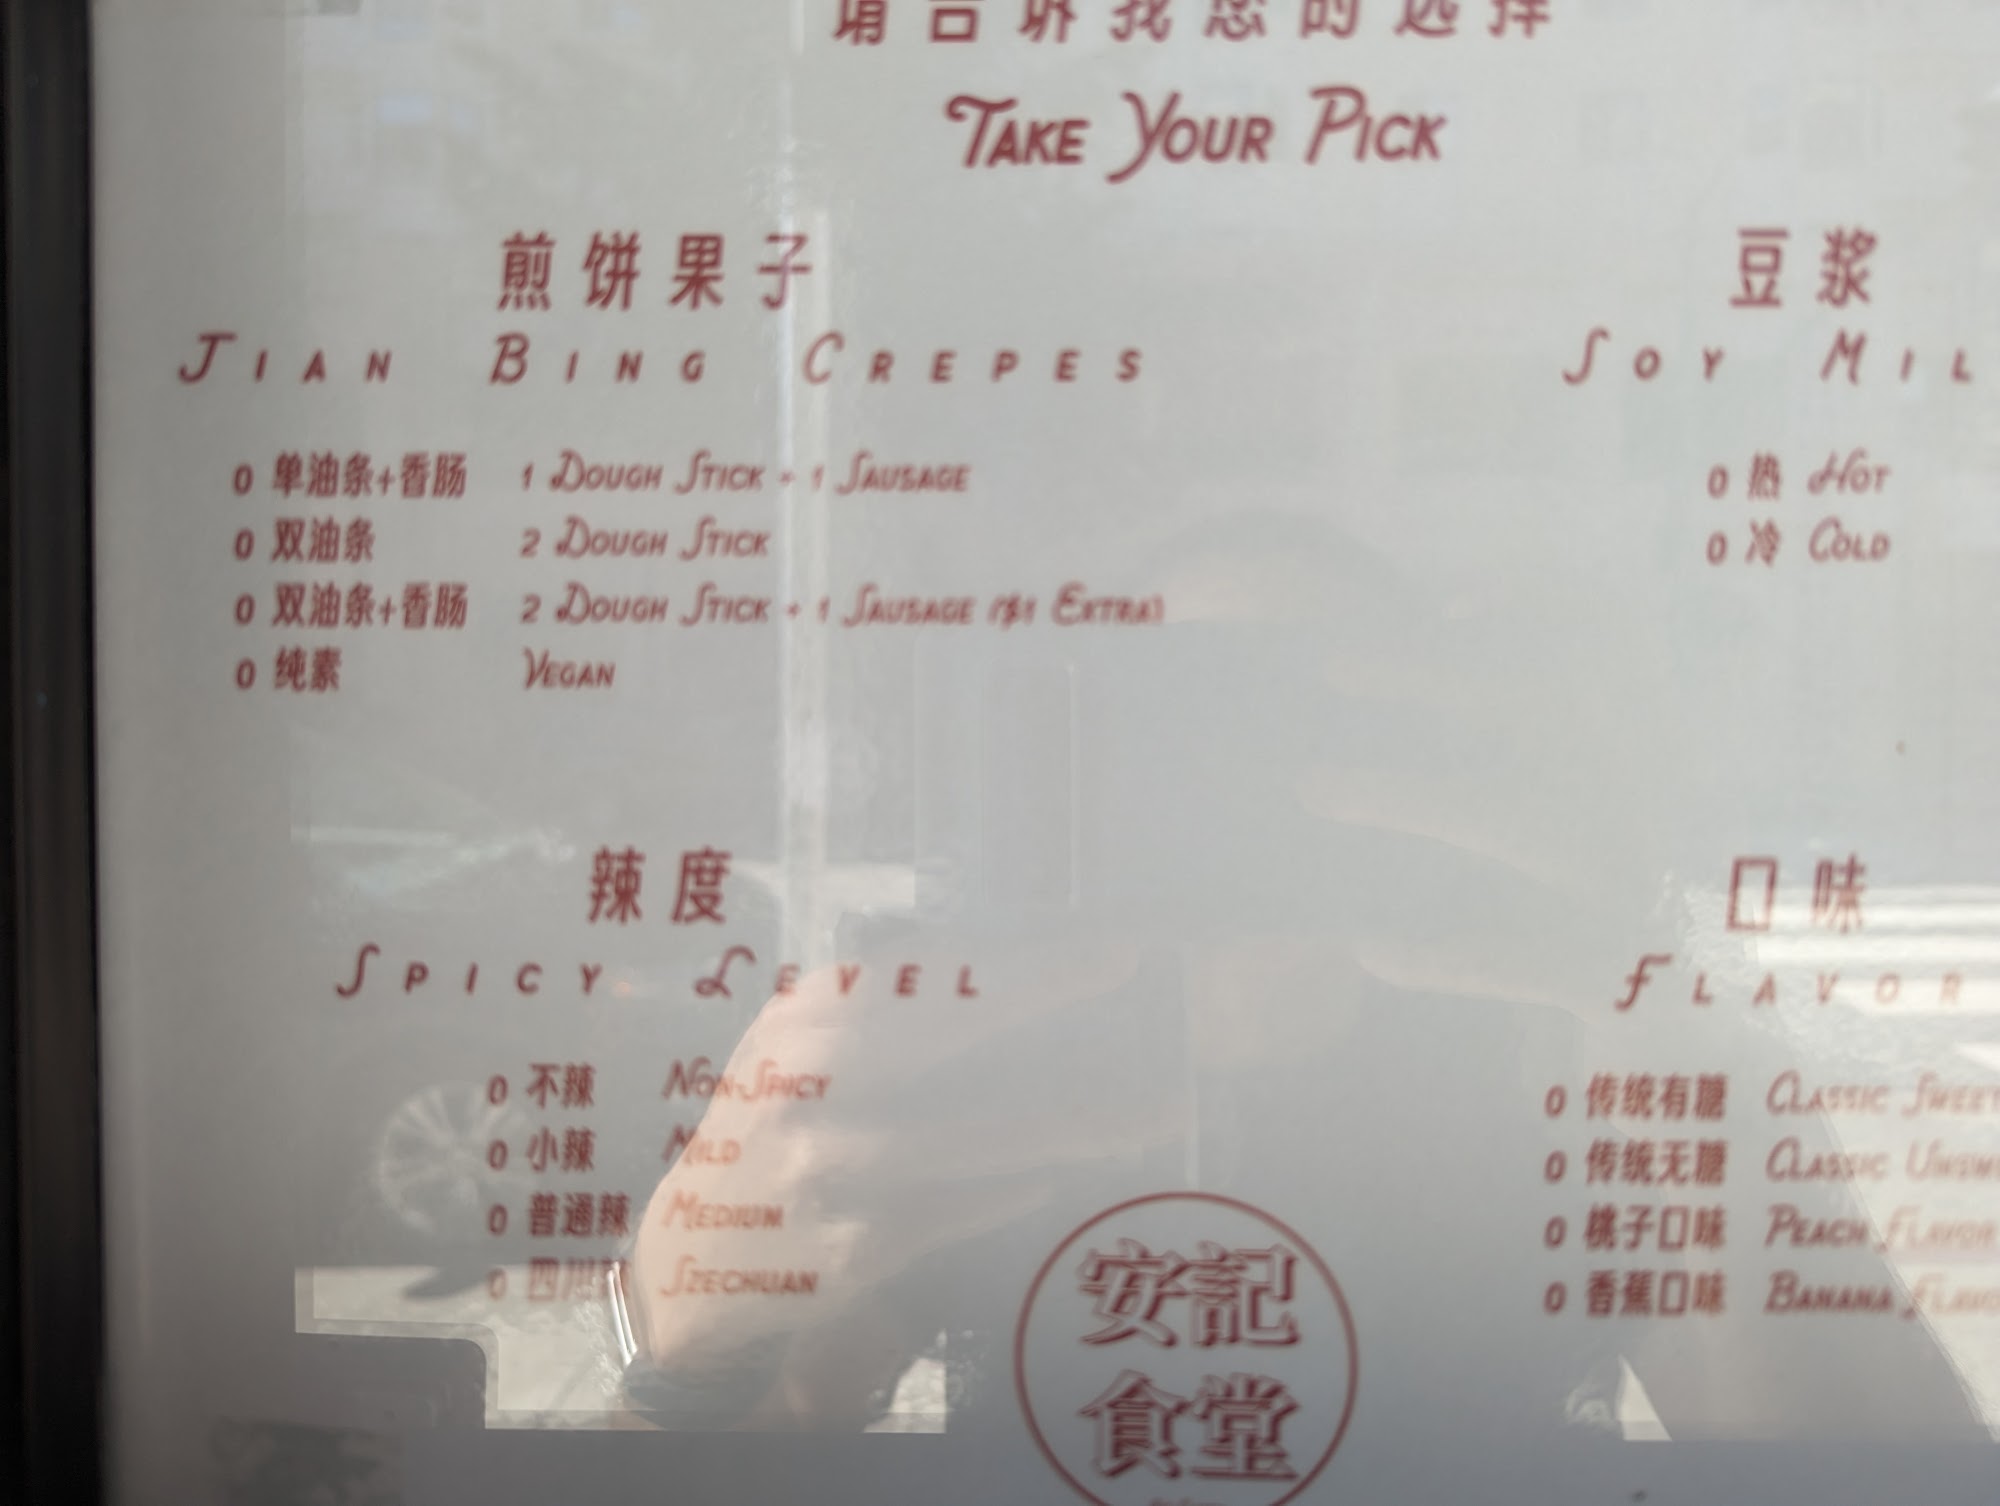 请告诉我您的选择
Take Your Pick
煎饼果子
Jian Bing Crepes
0 单油条+香肠 1 Dough Stick + 1 Sausage
0 双油条 2 Dough Stick
0 双油条+香肠 2 Dough Stick + 1 Sausage ($1 Extra)
0 纯素 Vegan
豆浆
Soy
0 热 Hot
0 冷 Cold
辣度
Spicy Level
0 不辣 Non-Spicy
0 小辣 Mild
0 普通辣 Medium
0 四川 Szechuan
口味
Flavor
0 传统有糖 Classic Sweet
0 传统无糖 Classic
0 桃子口味 Peach Flavor
0 香蕉口味 Banana
安記
食堂